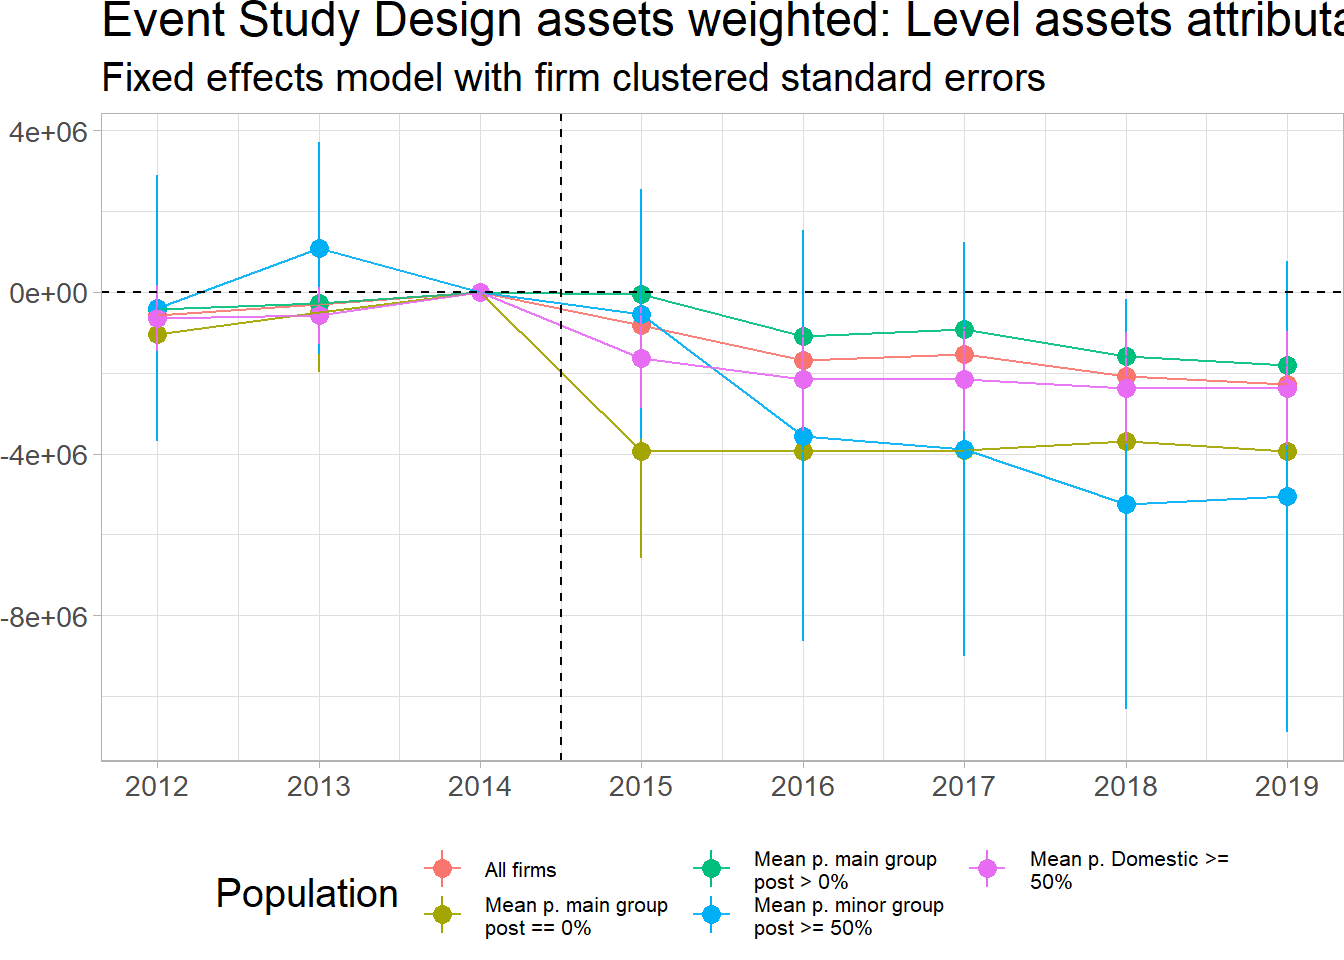 Event Study Design assets weighted: Level assets attributa
Fixed effects model with firm clustered standard errors
4e+06
0e+00
-4e+06
-8e+06
2012 2013 2014 2015 2016 2017 2018 2019
Population
All firms
Mean p. main group
post == 0%
Mean p. main group
post > 0%
Mean p. minor group
post >= 50%
Mean p. Domestic >=
50%